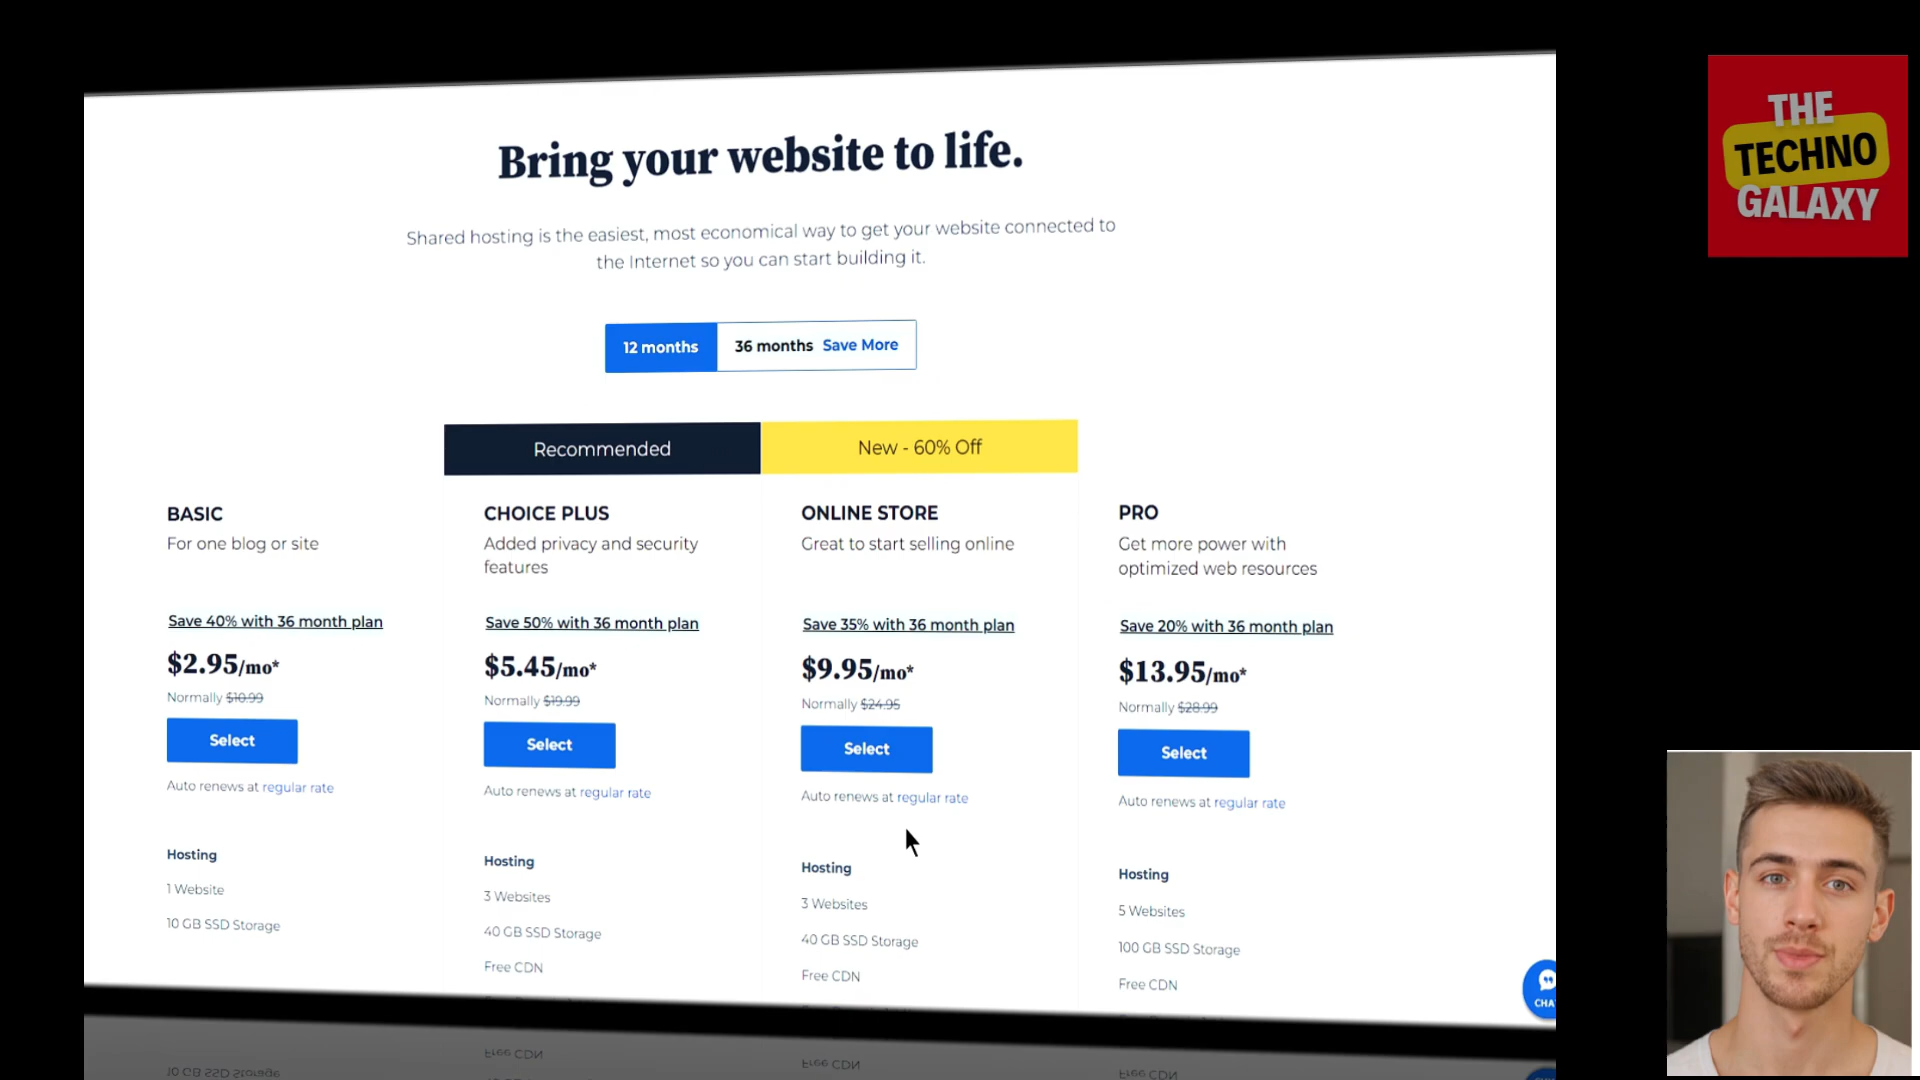 THE
TECHNO
GALAXY
Bring your website to life.
Shared hosting is the easiest, most economical way to get your website connected to
the Internet so you can start building it.
12 months
36 months Save More
Recommended
New - 60% Off
BASIC
For one blog or site
Save 40% with 36 month plan
$2.95/mo*
Normally $10.99
Select
Auto renews at regular rate
Hosting
1 Website
10 GB SSD Storage
CHOICE PLUS
Added privacy and security
features
Save 50% with 36 month plan
$5.45/mo*
Normally $19.99
Select
Auto renews at regular rate
Hosting
3 Websites
40 GB SSD Storage
Free CDN
ONLINE STORE
Great to start selling online
Save 35% with 36 month plan
$9.95/mo*
Normally $24.95
Select
Auto renews at regular rate
Hosting
3 Websites
40 GB SSD Storage
Free CDN
PRO
Get more power with
optimized web resources
Save 20% with 36 month plan
$13.95/mo*
Normally $28.99
Select
Auto renews at regular rate
Hosting
5 Websites
100 GB SSD Storage
Free CDN
CHA